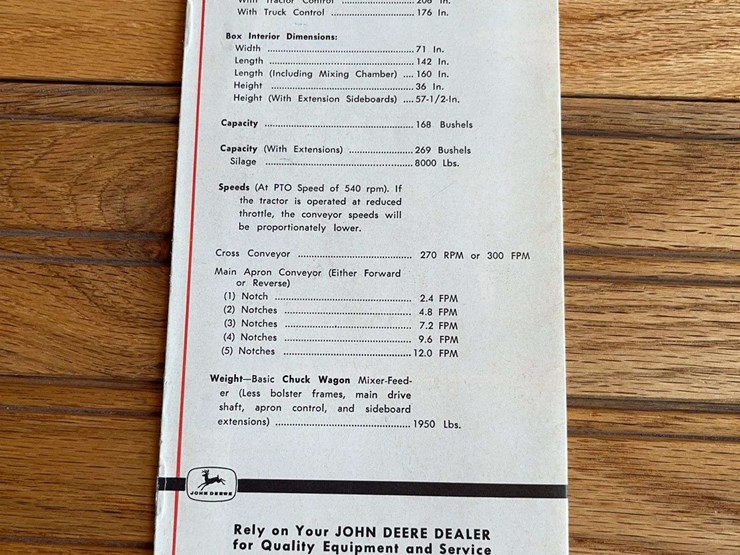 With Tractor Control .................. 206 In.
With Truck Control .................. 176 In.
Box Interior Dimensions:
Width .................. 71 In.
Length .................. 142 In.
Length (Including Mixing Chamber) .... 160 In.
Height .................. 36 In.
Height (With Extension Sideboards) .... 57-1/2-In.
Capacity .................. 168 Bushels
Capacity (With Extensions) .................. 269 Bushels
Silage .................. 8000 Lbs.
Speeds (At PTO Speed of 540 rpm). If
the tractor is operated at reduced
throttle, the conveyor speeds will
be proportionately lower.
Cross Conveyor .................. 270 RPM or 300 FPM
Main Apron Conveyor (Either Forward
or Reverse)
(1) Notch .................. 2.4 FPM
(2) Notches .................. 4.8 FPM
(3) Notches .................. 7.2 FPM
(4) Notches .................. 9.6 FPM
(5) Notches .................. 12.0 FPM
Weight—Basic Chuck Wagon Mixer-Feed-
er (Less bolster frames, main drive
shaft, apron control, and sideboard
extensions) .................. 1950 Lbs.
JOHN DEERE
Rely on Your JOHN DEERE DEALER
for Quality Equipment and Service